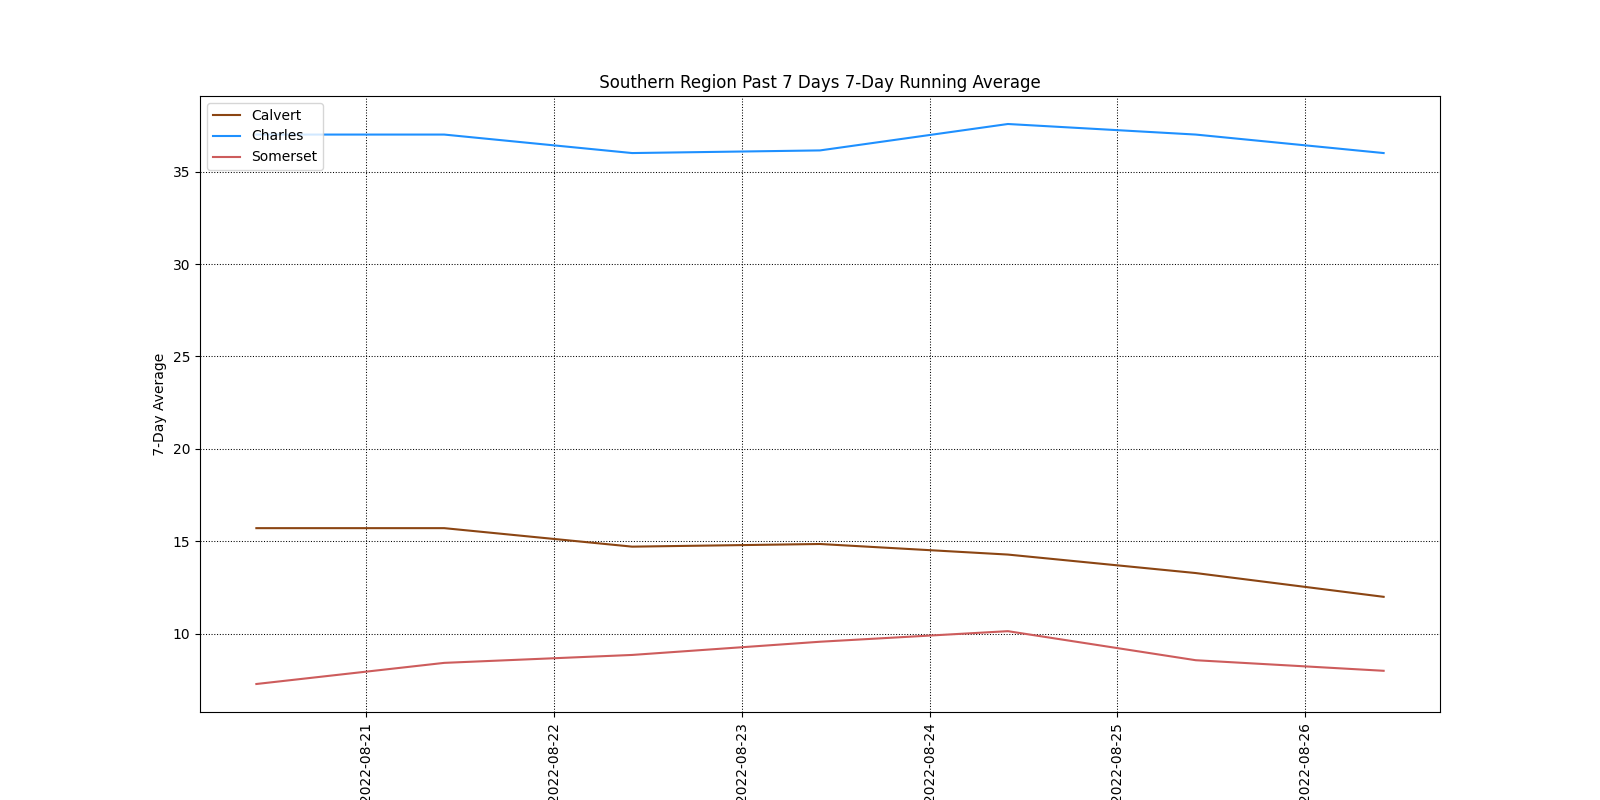 Southern Region Past 7 Days 7-Day Running Average
Calvert
Charles
Somerset
7-Day Average
35
30
25
20
15
10
2022-08-21
2022-08-22
2022-08-23
2022-08-24
2022-08-25
2022-08-26